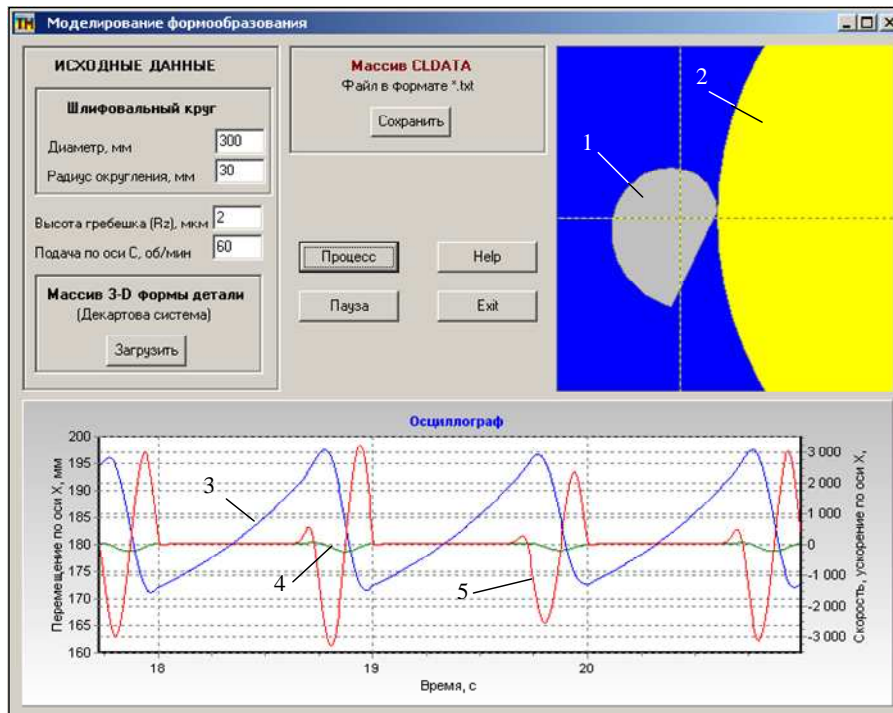 TM Моделирование формообразования
ИСХОДНЫЕ ДАННЫЕ
Шлифовальный круг
Диаметр, мм 300
Радиус округления, мм 30
Высота гребешка (Rz), мкм 2
Подача по оси С, об/мин 60
Массив 3-D формы детали
(Декартова система)
Загрузить
Массив CLDATA
Файл в формате *.txt
Сохранить
Процесс
Help
Пауза
Exit
1
2
Осциллограф
Перемещение по оси X, мм
200
195
190
185
180
175
170
165
160
3
4
5
3 000
2 000
1 000
0
-1 000
-2 000
-3 000
Скорость, ускорение по оси X,
18
19
20
Время, с